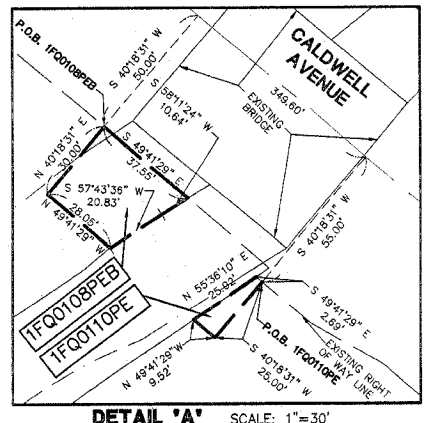 P.O.B. 1FQ0108PEB
S 40°18'31" W
50.00'
CALDWELL
AVENUE
349.60'
S 58°11'24" W
10.64'
EXISTING
BRIDGE
N 40°18'31" E
30.00'
S 49°41'29" E
37.55'
S 57°43'36" W
20.83'
28.05'
N 49°41'29" W
S 40°18'31" W
55.00'
N 55°36'10" E
25.92'
1FQ0108PEB
1FQ0110PE
S 49°41'29" E
2.69'
P.O.B. 1FQ0110PE
EXISTING RIGHT
OF WAY LINE
N 49°41'29" W
9.52'
S 40°18'31" W
25.00'
DETAIL 'A' SCALE: 1"=30'